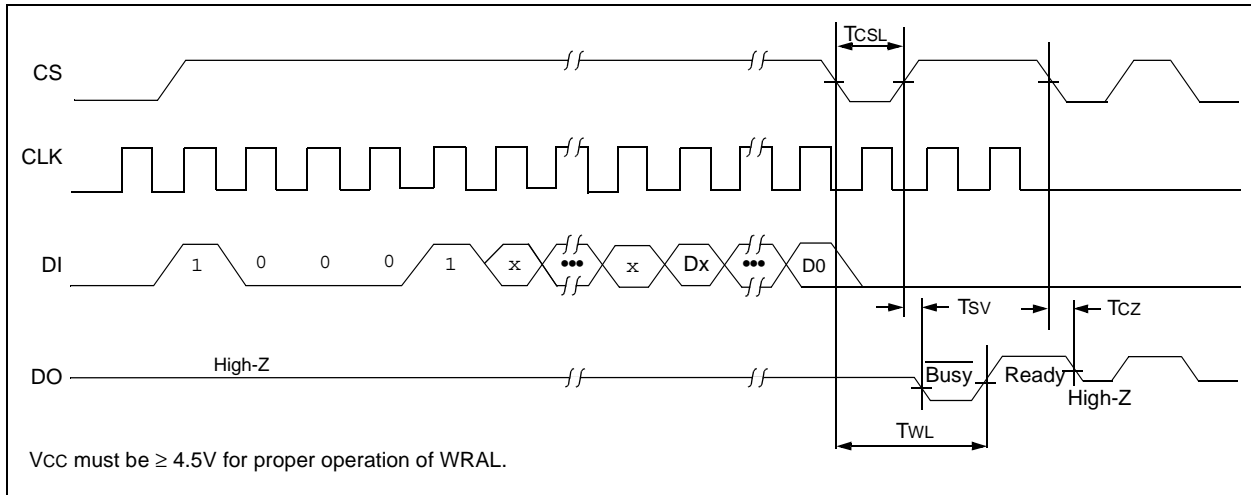 TCSL
CS
CLK
DI
1 0 0 0 1 x ••• x Dx ••• D0
TSV
TCZ
High-Z
DO
Busy
Ready
High-Z
TWL
VCC must be ≥ 4.5V for proper operation of WRAL.